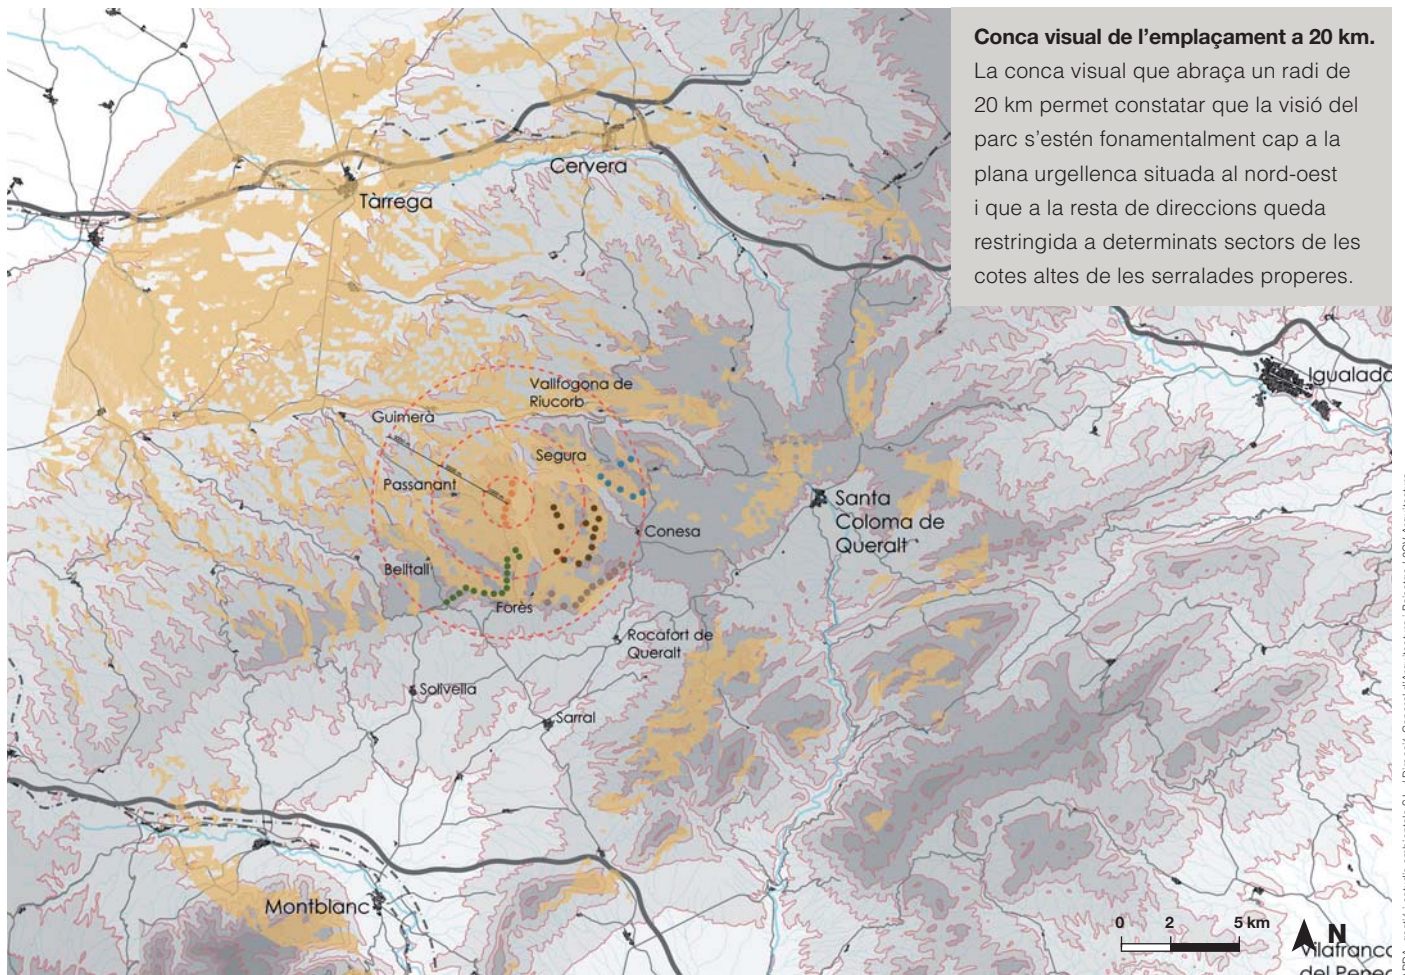 Conca visual de l'emplaçament a 20 km.
La conca visual que abraça un radi de
20 km permet constatar que la visió del
parc s'estén fonamentalment cap a la
plana urgellenca situada al nord-oest
i que a la resta de direccions queda
restringida a determinats sectors de les
cotes altes de les serralades properes.
Cervera
Tàrrega
Igualada
Vallfogona de
Riucorb
Guimerà
Segura
Passanant
Santa
Coloma de
Queralt
Conesa
Belltall
Forès
Rocafort de
Queralt
Solivella
Sarral
Montblanc
0 2 5 km
N
Vilafranca
del Pened